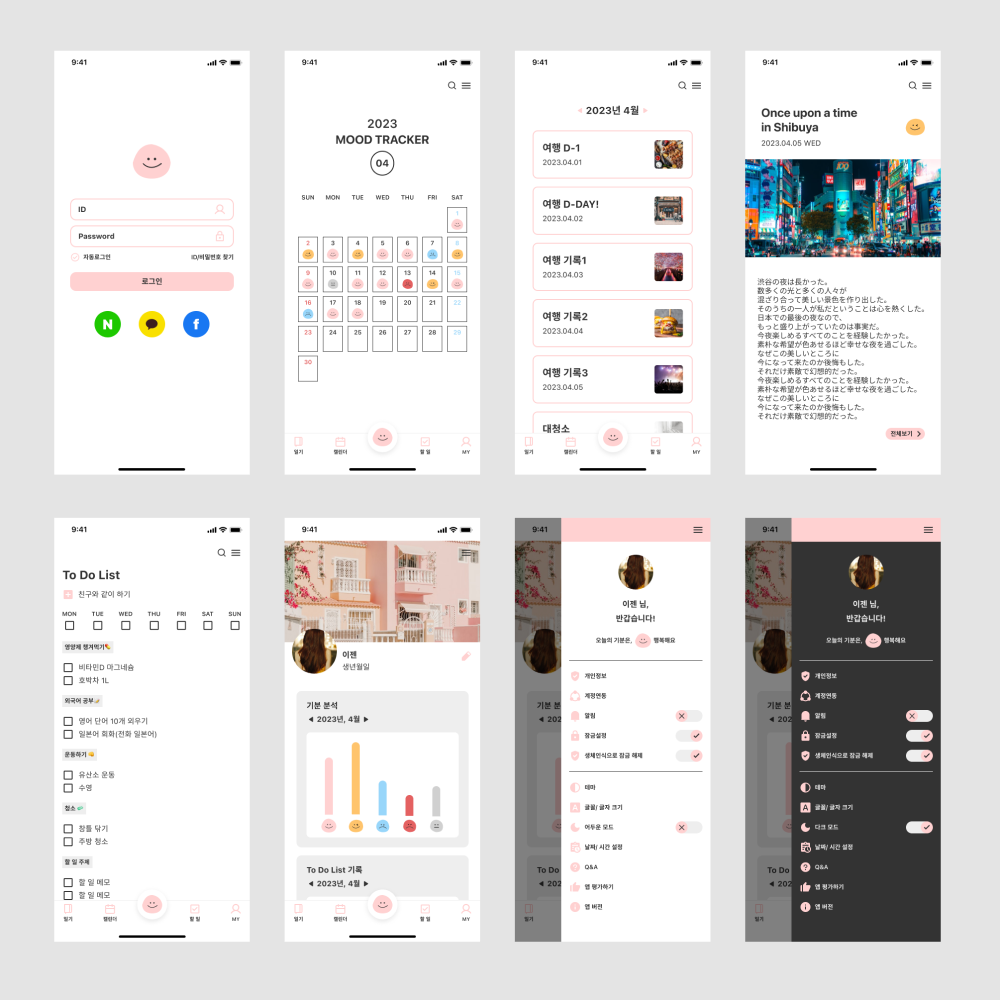 9:41
ID
Password
자동로그인
ID/비밀번호 찾기
로그인
N
f
9:41
2023
MOOD TRACKER
04
SUN MON TUE WED THU FRI SAT
1
2 3 4 5 6 7 8
9 10 11 12 13 14 15
16 17 18 19 20 21 22
23 24 25 26 27 28 29
30
일기 캘린더 할 일 MY
9:41
2023년 4월
여행 D-1
2023.04.01
여행 D-DAY!
2023.04.02
여행 기록1
2023.04.03
여행 기록2
2023.04.04
여행 기록3
2023.04.05
대청소
일기 캘린더 할 일 MY
9:41
Once upon a time
in Shibuya
2023.04.05 WED
渋谷の夜は長かった。
数多くの光と多くの人々が
混ざり合って美しい景色を作り出した。
そのうちの一人が私だということは心を熱くした。
日本での最後の夜なので、
もっと盛り上がっていたのは事実だ。
今夜楽しめるすべてのことを経験したかった。
素朴な希望が色あせるほど幸せな夜を過ごした。
なぜこの美しいところに
今になって来たのか後悔もした。
それだけ素敵で幻想的だった。
今夜楽しめるすべてのことを経験したかった。
素朴な希望が色あせるほど幸せな夜を過ごした。
なぜこの美しいところに
今になって来たのか後悔もした。
それだけ素敵で幻想的だった。
전체보기
9:41
To Do List
친구와 같이 하기
MON TUE WED THU FRI SAT SUN
영양제 챙겨먹기
비타민D 마그네슘
호박차 1L
외국어 공부
영어 단어 10개 외우기
일본어 회화(전화 일본어)
운동하기
유산소 운동
수영
청소
창틀 닦기
주방 청소
할 일 주제
할 일 메모
할 일 메모
일기 캘린더 할 일 MY
9:41
이젠
생년월일
기분 분석
◀ 2023년, 4월 ▶
To Do List 기록
◀ 2023년, 4월 ▶
일기 캘린더 할 일 MY
9:41
기분
◀ 202
To Do
◀ 202
일기
이젠 님,
반갑습니다!
오늘의 기분은, 행복해요
개인정보
계정연동
알림
잠금설정
생체인식으로 잠금 해제
테마
글꼴/ 글자 크기
어두운 모드
날짜/ 시간 설정
Q&A
앱 평가하기
앱 버전
9:41
기분
◀ 202
To Do
◀ 202
일기
이젠 님,
반갑습니다!
오늘의 기분은, 행복해요
개인정보
계정연동
알림
잠금설정
생체인식으로 잠금 해제
테마
글꼴/ 글자 크기
다크 모드
날짜/ 시간 설정
Q&A
앱 평가하기
앱 버전